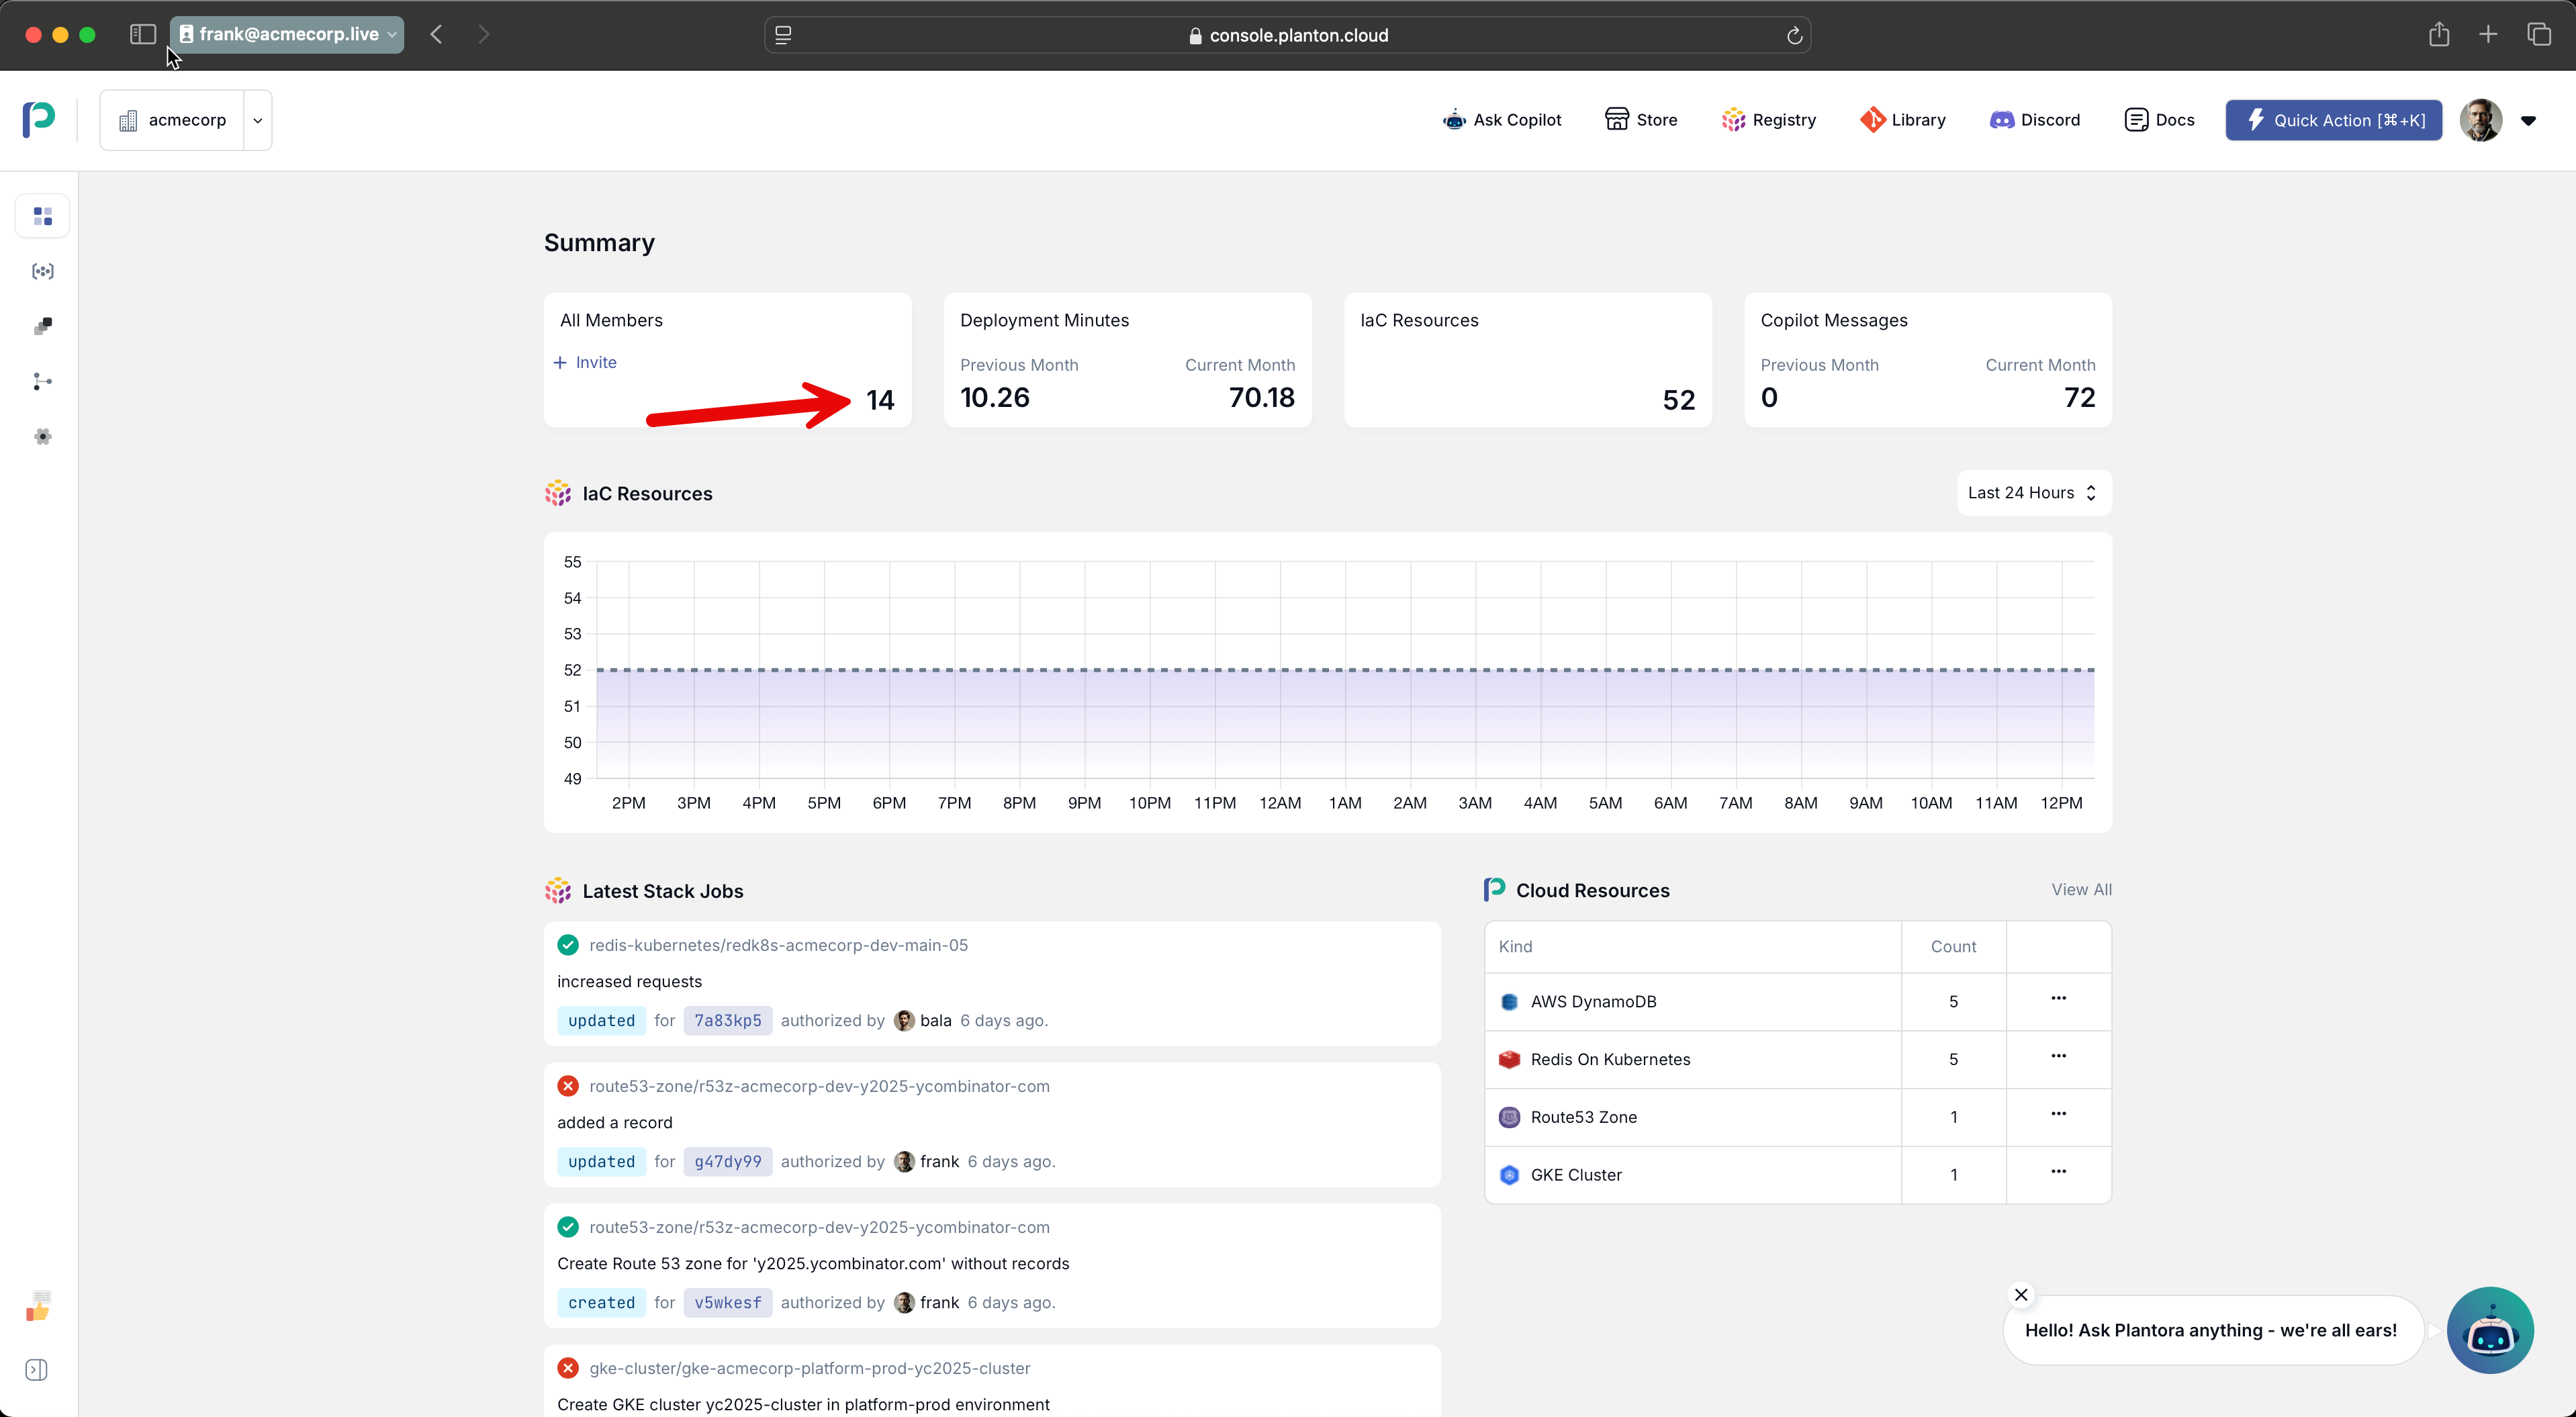 frank@acmecorp.live
console.planton.cloud
acmecorp
Ask Copilot
Store
Registry
Library
Discord
Docs
Quick Action [⌘+K]
Summary
All Members
+ Invite
14
Deployment Minutes
Previous Month
Current Month
10.26
70.18
IaC Resources
52
Copilot Messages
Previous Month
Current Month
0
72
IaC Resources
Last 24 Hours
55
54
53
52
51
50
49
2PM 3PM 4PM 5PM 6PM 7PM 8PM 9PM 10PM 11PM 12AM 1AM 2AM 3AM 4AM 5AM 6AM 7AM 8AM 9AM 10AM 11AM 12PM
Latest Stack Jobs
redis-kubernetes/redk8s-acmecorp-dev-main-05
increased requests
updated for 7a83kp5 authorized by bala 6 days ago.
route53-zone/r53z-acmecorp-dev-y2025-ycombinator-com
added a record
updated for g47dy99 authorized by frank 6 days ago.
route53-zone/r53z-acmecorp-dev-y2025-ycombinator-com
Create Route 53 zone for 'y2025.ycombinator.com' without records
created for v5wkesf authorized by frank 6 days ago.
gke-cluster/gke-acmecorp-platform-prod-yc2025-cluster
Create GKE cluster yc2025-cluster in platform-prod environment
Cloud Resources
View All
Kind Count
AWS DynamoDB 5
Redis On Kubernetes 5
Route53 Zone 1
GKE Cluster 1
Hello! Ask Plantora anything - we're all ears!